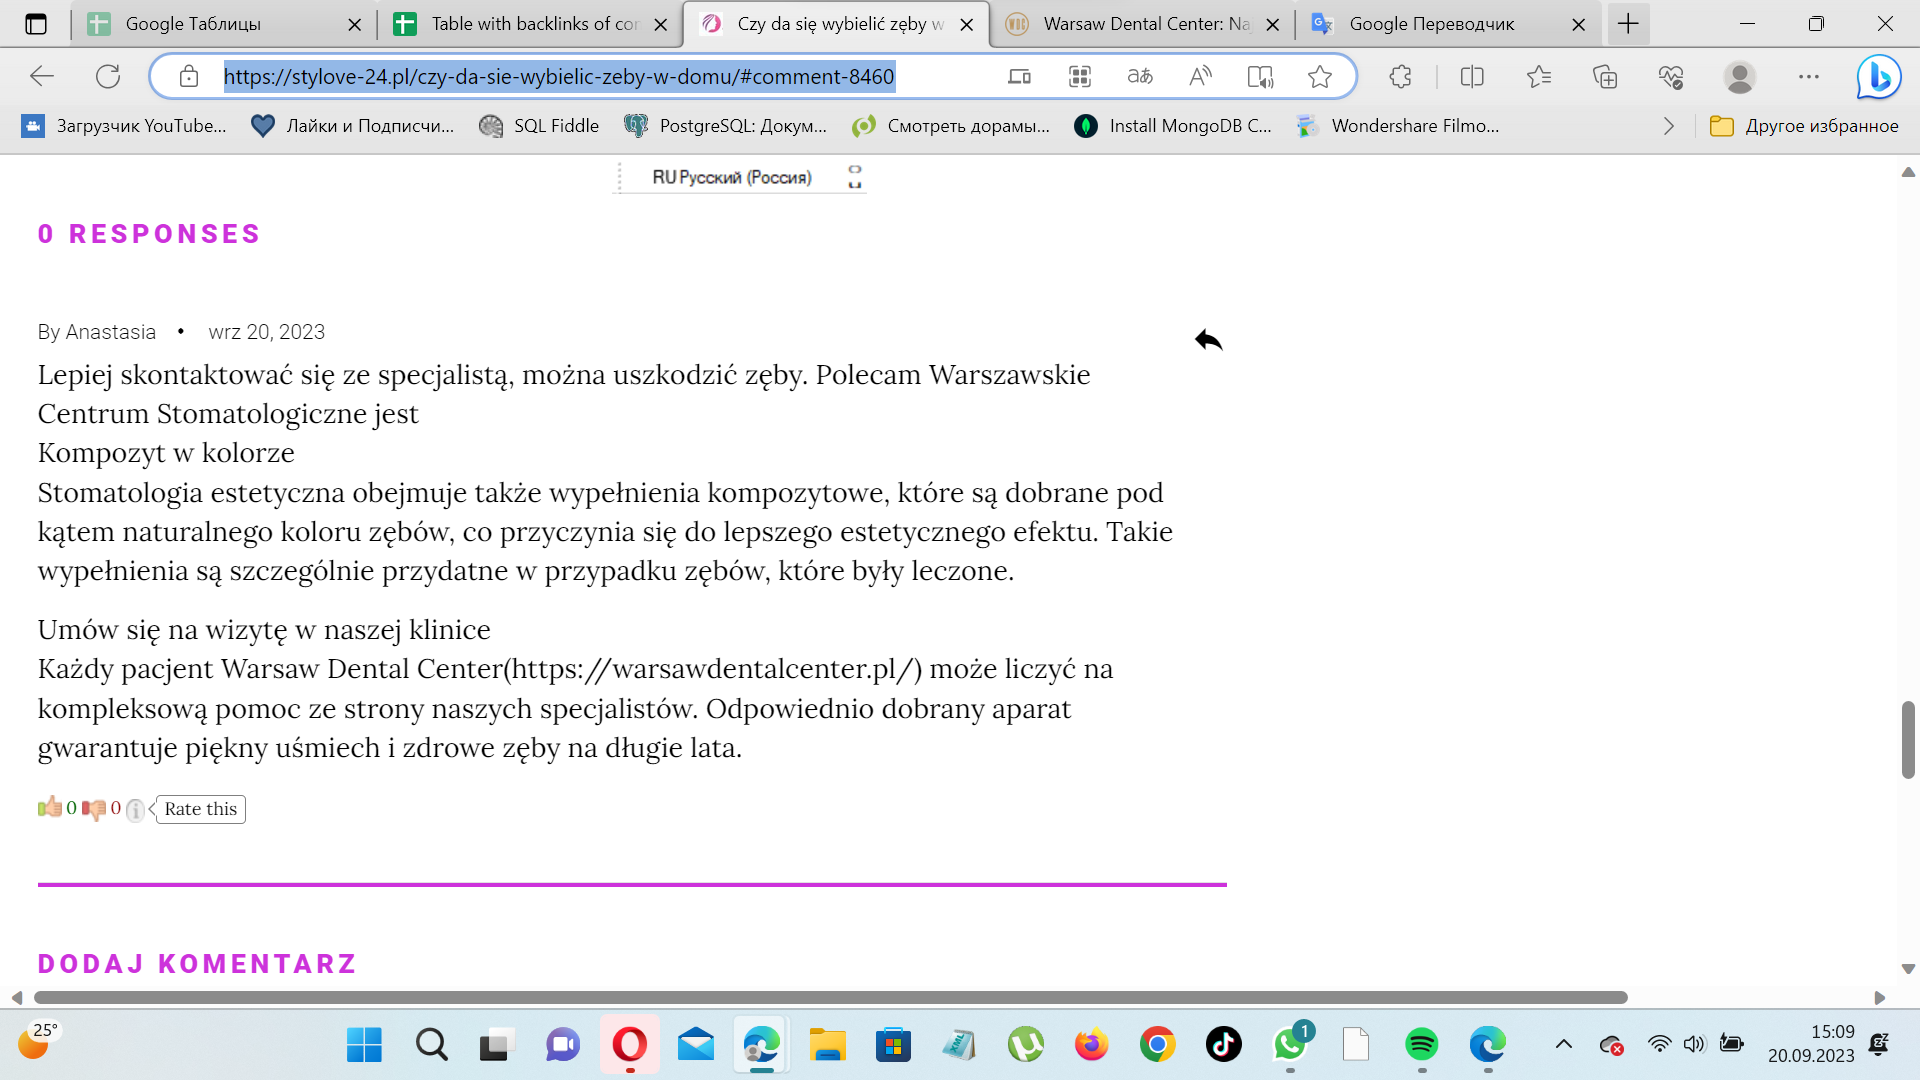 Google Таблицы
Table with backlinks of con
Czy da się wybielić zęby w
Warsaw Dental Center: Na
Google Переводчик
https://stylove-24.pl/czy-da-sie-wybielic-zeby-w-domu/#comment-8460
Загрузчик YouTube...
Лайки и Подписчи...
SQL Fiddle
PostgreSQL: Докум...
Смотреть дорамы...
Install MongoDB C...
Wondershare Filmo...
Другое избранное
RU Русский (Россия)
0 RESPONSES
By Anastasia • wrz 20, 2023
Lepiej skontaktować się ze specjalistą, można uszkodzić zęby. Polecam Warszawskie
Centrum Stomatologiczne jest
Kompozyt w kolorze
Stomatologia estetyczna obejmuje także wypełnienia kompozytowe, które są dobrane pod
kątem naturalnego koloru zębów, co przyczynia się do lepszego estetycznego efektu. Takie
wypełnienia są szczególnie przydatne w przypadku zębów, które były leczone.
Umów się na wizytę w naszej klinice
Każdy pacjent Warsaw Dental Center(https://warsawdentalcenter.pl/) może liczyć na
kompleksową pomoc ze strony naszych specjalistów. Odpowiednio dobrany aparat
gwarantuje piękny uśmiech i zdrowe zęby na długie lata.
0 0 i Rate this
DODAJ KOMENTARZ
25°
1
15:09
20.09.2023